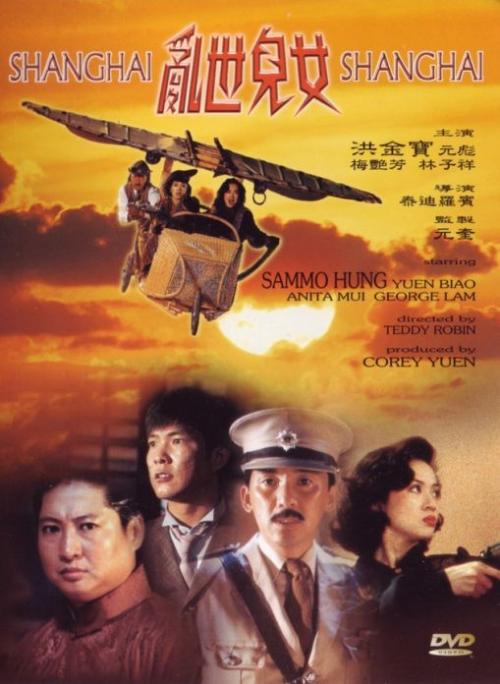 SHANGHAI 亂世兒女 SHANGHAI
主演
洪金寶 元彪
梅艷芳 林子祥
導演
泰迪羅賓
監製
元奎
starring
SAMMO HUNG YUEN BIAO
ANITA MUI GEORGE LAM
directed by
TEDDY ROBIN
produced by
COREY YUEN
DVD
VIDEO